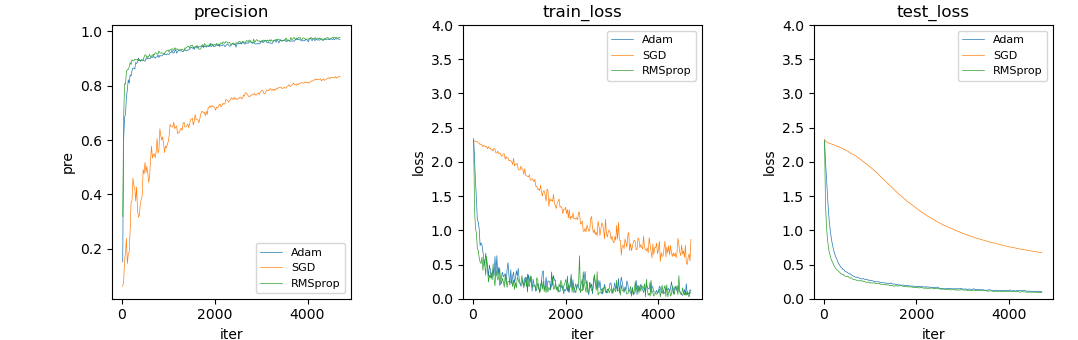 precision
1.0
0.8
0.6
0.4
0.2
pre
0
2000
4000
iter
Adam
SGD
RMSprop
train_loss
4.0
3.5
3.0
2.5
2.0
1.5
1.0
0.5
0.0
loss
0
2000
4000
iter
Adam
SGD
RMSprop
test_loss
4.0
3.5
3.0
2.5
2.0
1.5
1.0
0.5
0.0
loss
0
2000
4000
iter
Adam
SGD
RMSprop